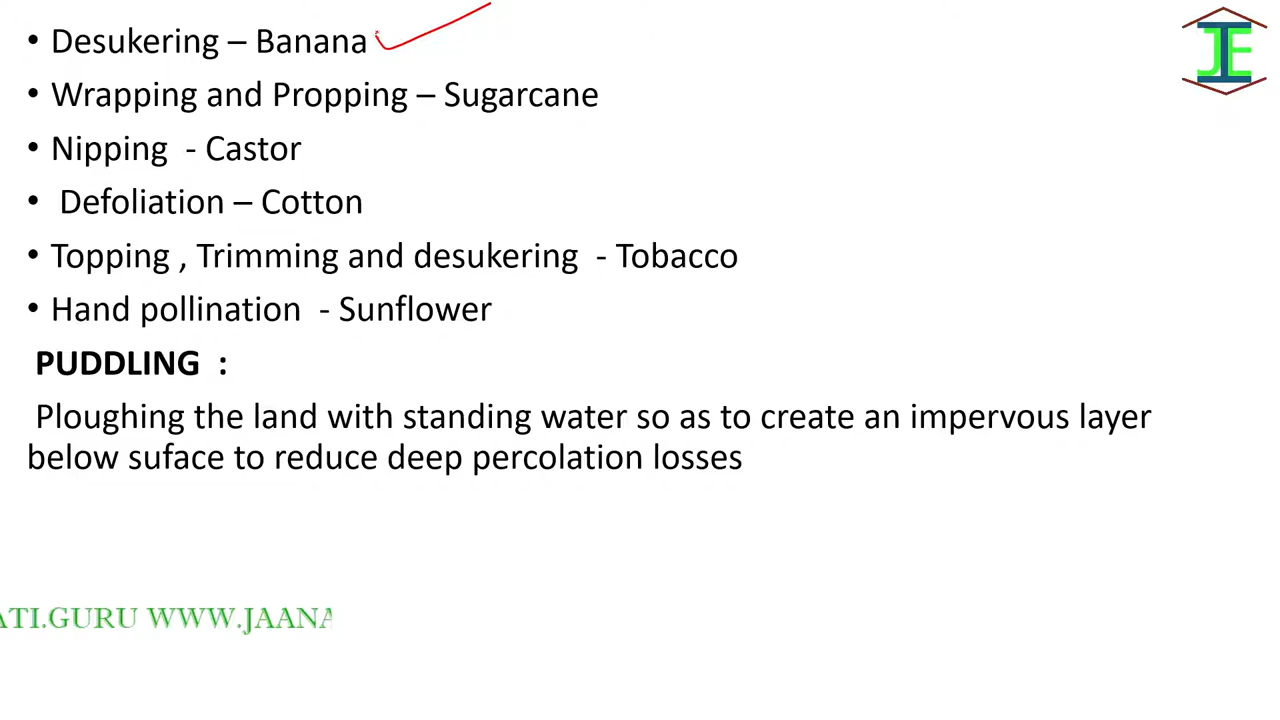 • Desukering – Banana
• Wrapping and Propping – Sugarcane
• Nipping - Castor
• Defoliation – Cotton
• Topping , Trimming and desukering - Tobacco
• Hand pollination - Sunflower
PUDDLING :
Ploughing the land with standing water so as to create an impervous layer
below suface to reduce deep percolation losses
ATI.GURU WWW.JAANA
JE